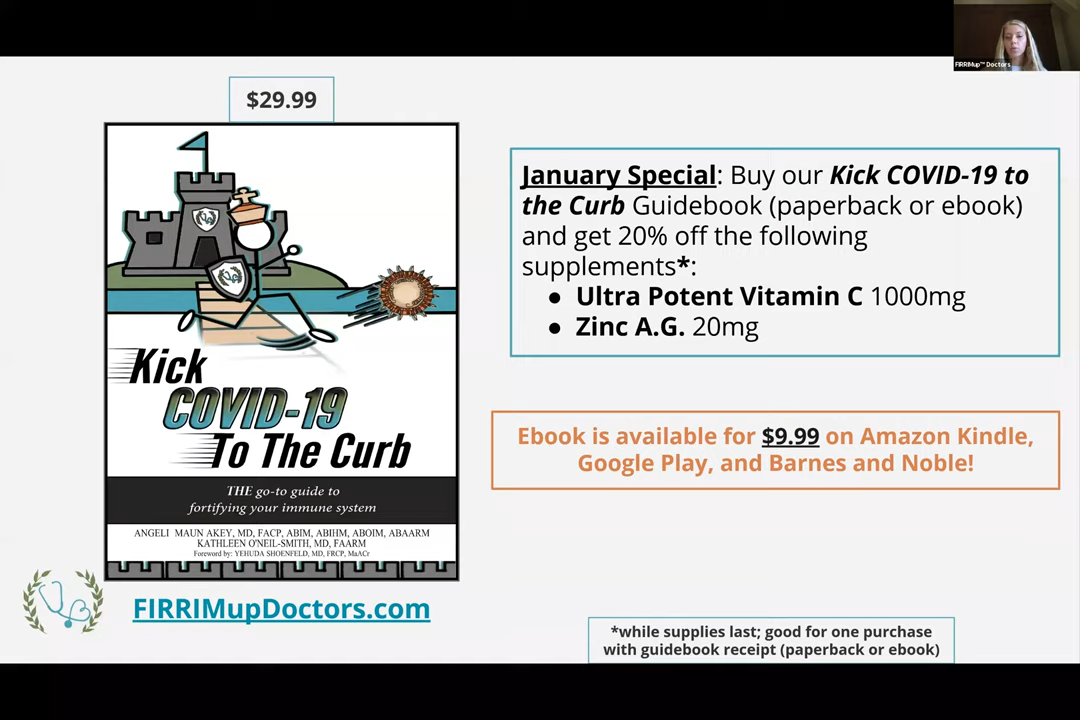 FIRRIMup™ Doctors
$29.99
Kick
COVID-19
To The Curb
THE go-to guide to
fortifying your immune system
ANGELI MAUN AKEY, MD, FACP, ABIM, ABIHM, ABOIM, ABAARM
KATHLEEN O'NEIL-SMITH, MD, FAARM
Foreword by: YEHUDA SHOENFELD, MD, FRCP, MaACr
FIRRIMupDoctors.com
January Special: Buy our Kick COVID-19 to
the Curb Guidebook (paperback or ebook)
and get 20% off the following
supplements*:
● Ultra Potent Vitamin C 1000mg
● Zinc A.G. 20mg
Ebook is available for $9.99 on Amazon Kindle,
Google Play, and Barnes and Noble!
*while supplies last; good for one purchase
with guidebook receipt (paperback or ebook)